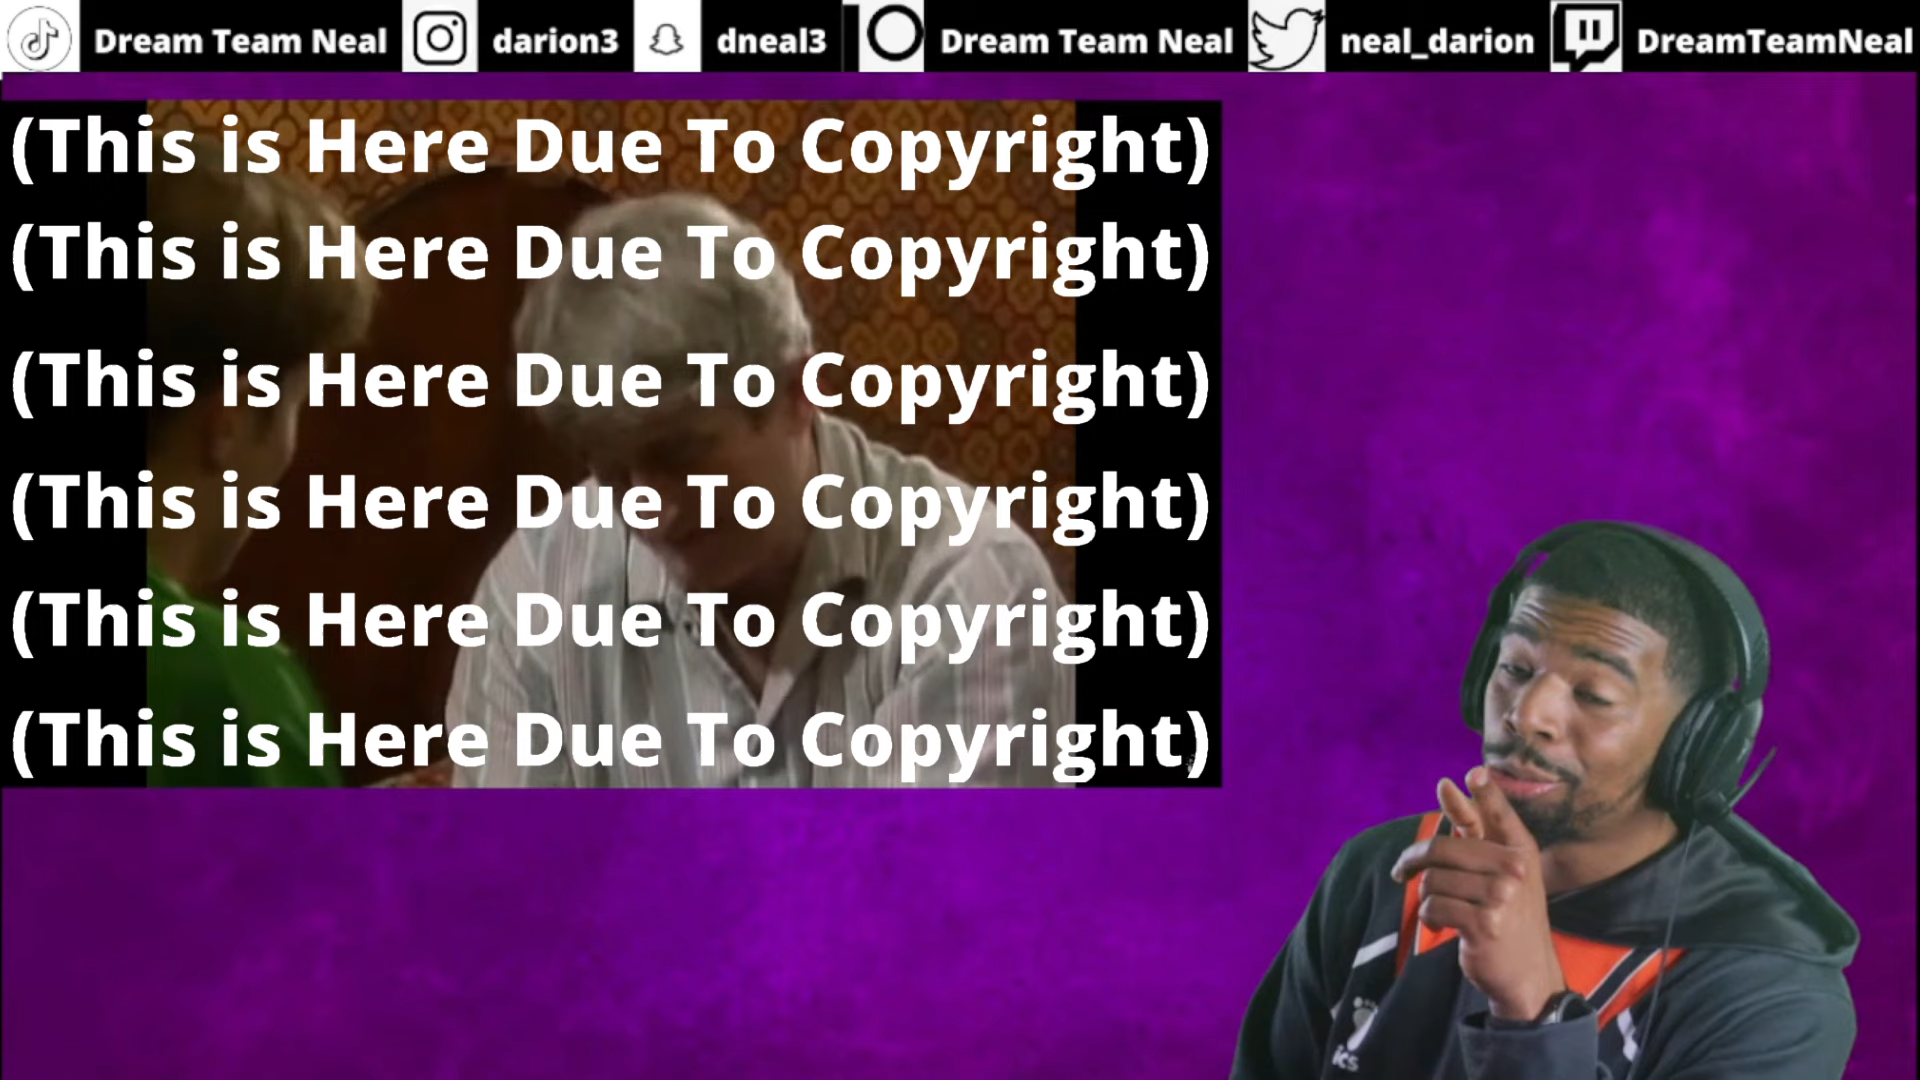 Dream Team Neal darion3 dneal3 Dream Team Neal neal_darion DreamTeamNeal
(This is Here Due To Copyright)
(This is Here Due To Copyright)
(This is Here Due To Copyright)
(This is Here Due To Copyright)
(This is Here Due To Copyright)
(This is Here Due To Copyright)
ics